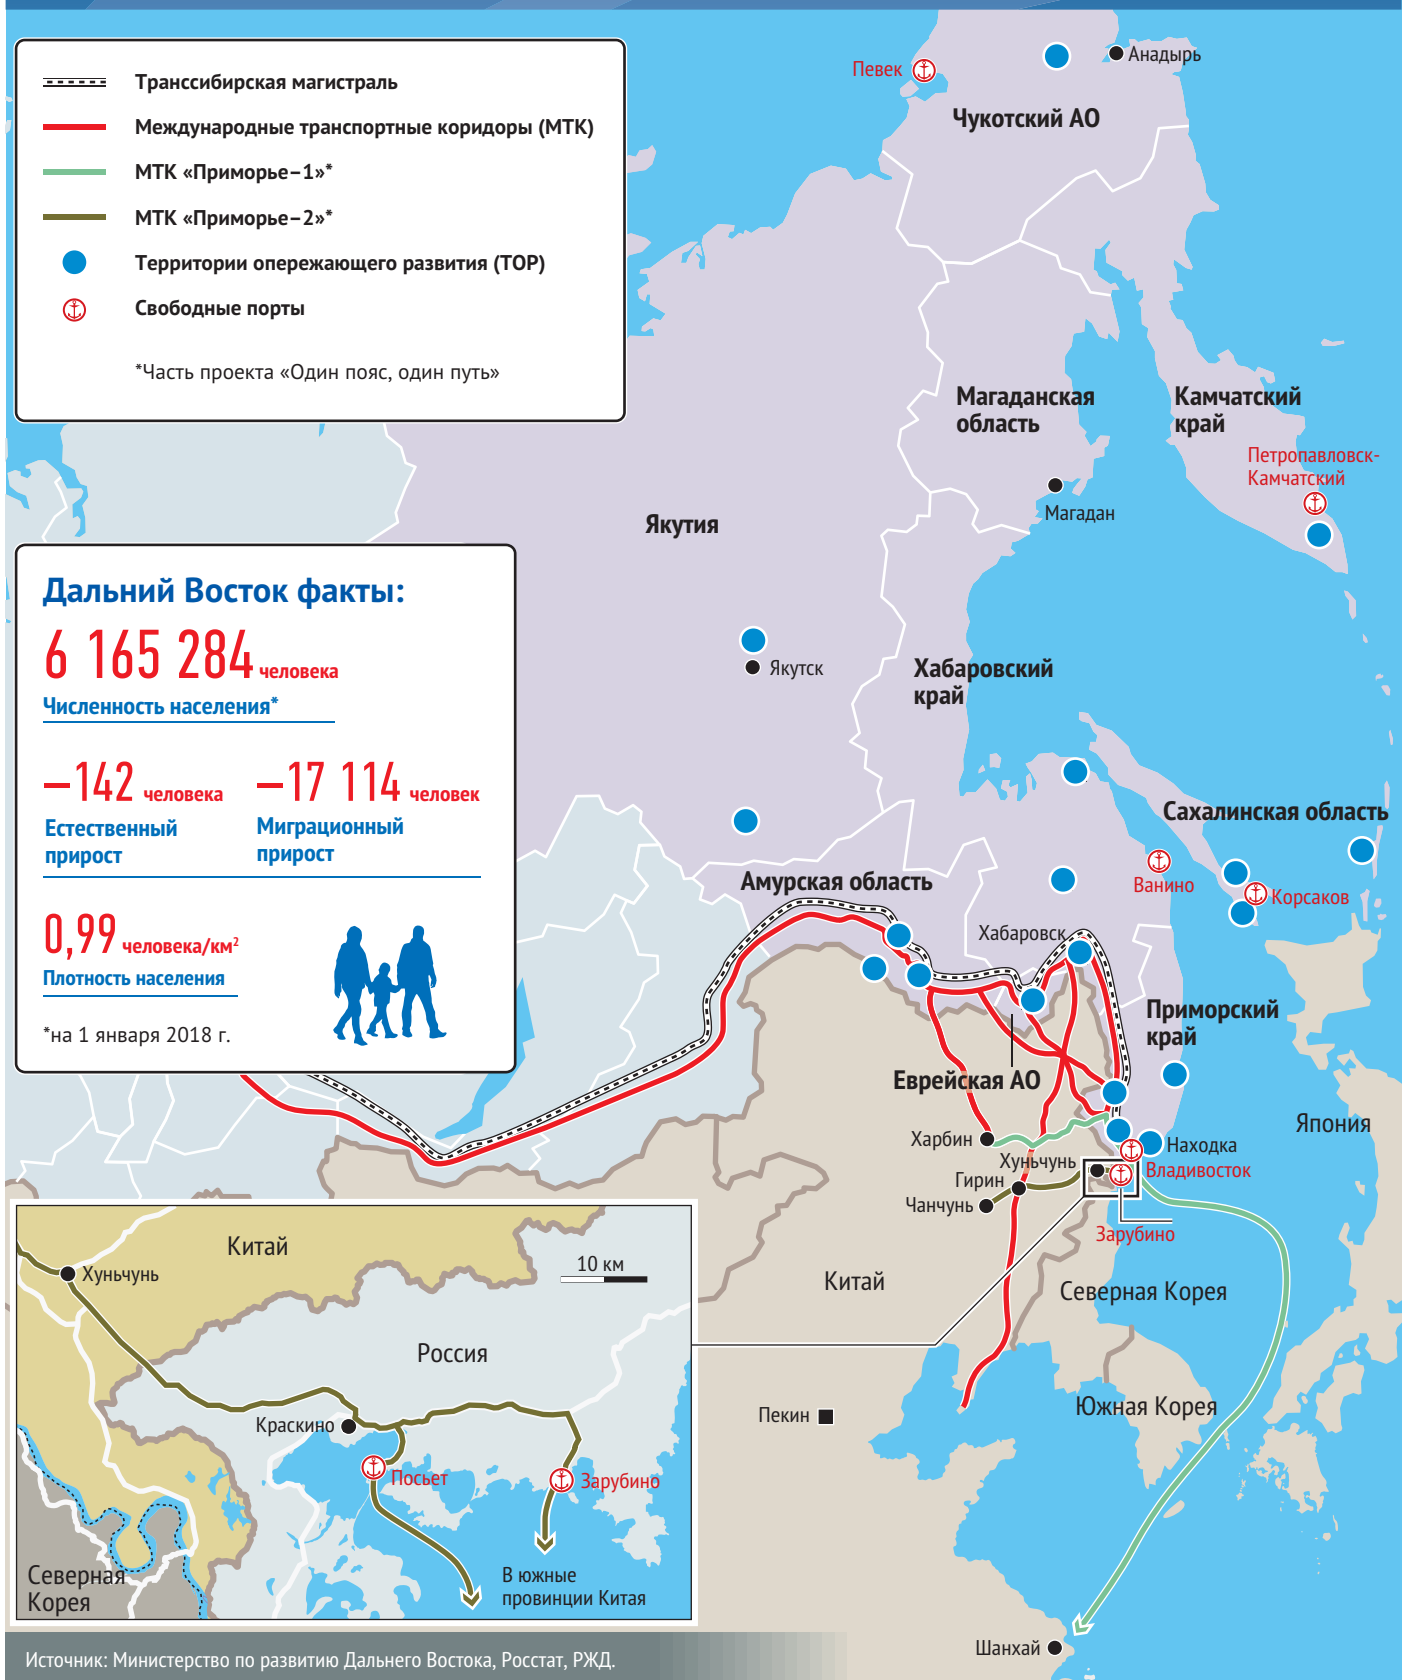 Транссибирская магистраль
Международные транспортные коридоры (МТК)
МТК «Приморье–1»*
МТК «Приморье–2»*
Территории опережающего развития (ТОР)
Свободные порты
*Часть проекта «Один пояс, один путь»
Певек
Анадырь
Чукотский АО
Магаданская
область
Камчатский
край
Петропавловск-
Камчатский
Магадан
Якутия
Якутск
Хабаровский
край
Дальний Восток факты:
6 165 284 человека
Численность населения*
–142 человека
Естественный
прирост
–17 114 человек
Миграционный
прирост
0,99 человека/км²
Плотность населения
*на 1 января 2018 г.
Сахалинская область
Амурская область
Ванино
Корсаков
Хабаровск
Приморский
край
Еврейская АО
Япония
Харбин
Находка
Хуньчунь
Владивосток
Гирин
Чанчунь
Зарубино
Китай
Северная Корея
Южная Корея
Пекин
Шанхай
Китай
10 км
Хуньчунь
Россия
Краскино
Посьет
Зарубино
Северная
Корея
В южные
провинции Китая
Источник: Министерство по развитию Дальнего Востока, Росстат, РЖД.